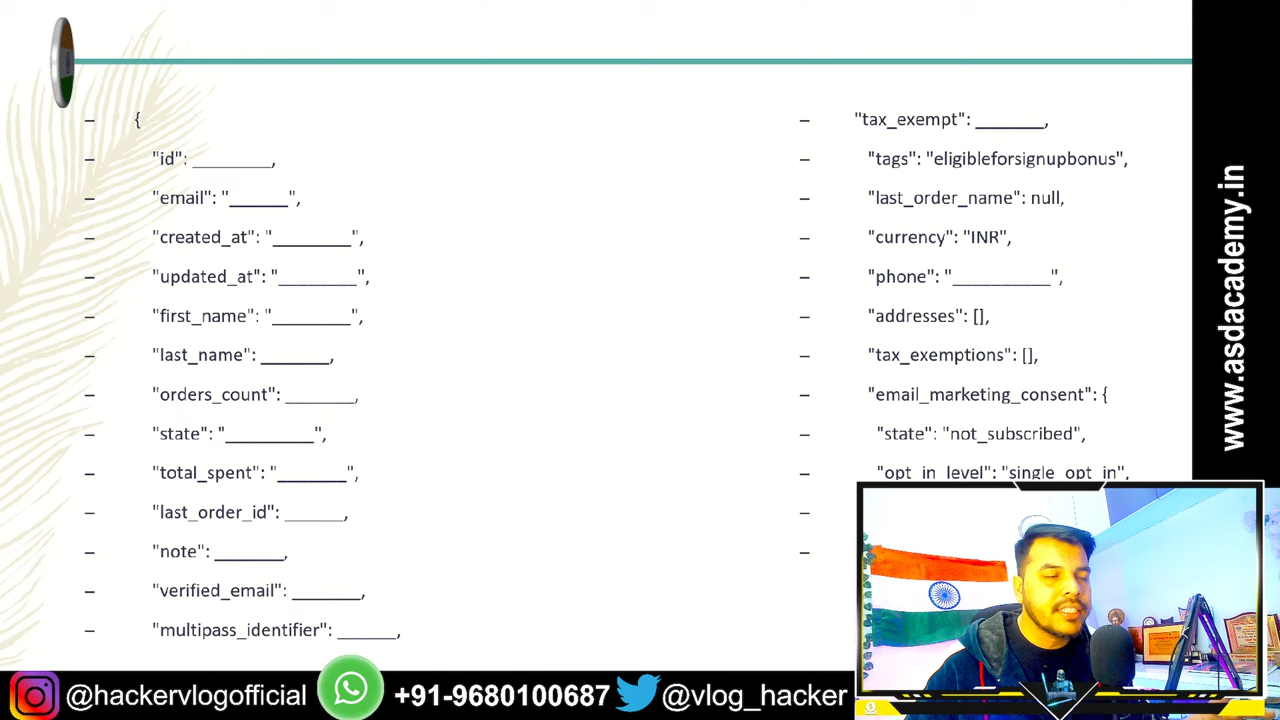 {
"id": ________,
"email": "______",
"created_at": "________",
"updated_at": "________",
"first_name": "________",
"last_name": _______,
"orders_count": _______,
"state": "_________",
"total_spent": "_______",
"last_order_id": ______,
"note": _______,
"verified_email": _______,
"multipass_identifier": ______,
"tax_exempt": _______,
"tags": "eligibleforsignupbonus",
"last_order_name": null,
"currency": "INR",
"phone": "__________",
"addresses": [],
"tax_exemptions": [],
"email_marketing_consent": {
"state": "not_subscribed",
"opt_in_level": "single_opt_in",
www.asdacademy.in
@hackervlogofficial
+91-9680100687
@vlog_hacker